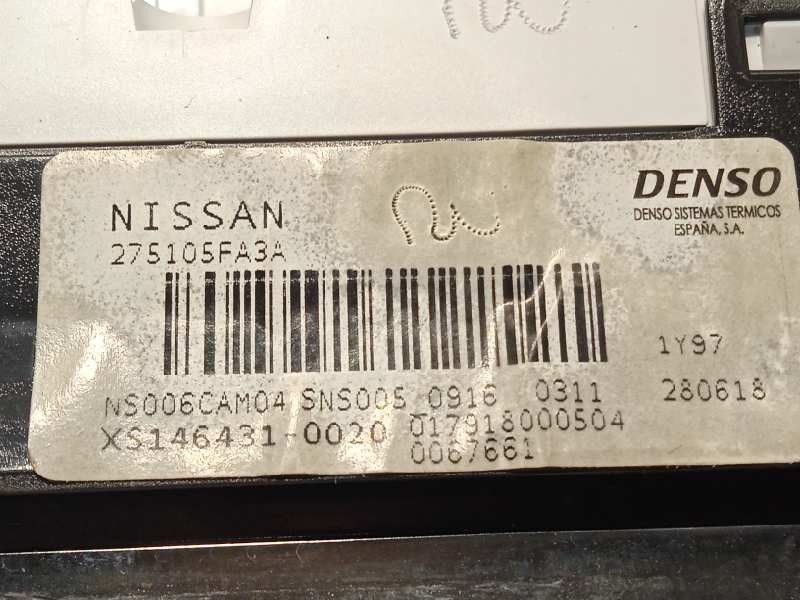 NISSAN
275105FA3A
DENSO
DENSO SISTEMAS TERMICOS
ESPAÑA, S.A.
1Y97
NS006CAM04 SNS005 0916 0311 280618
XS146431-0020 017918000504
0067661